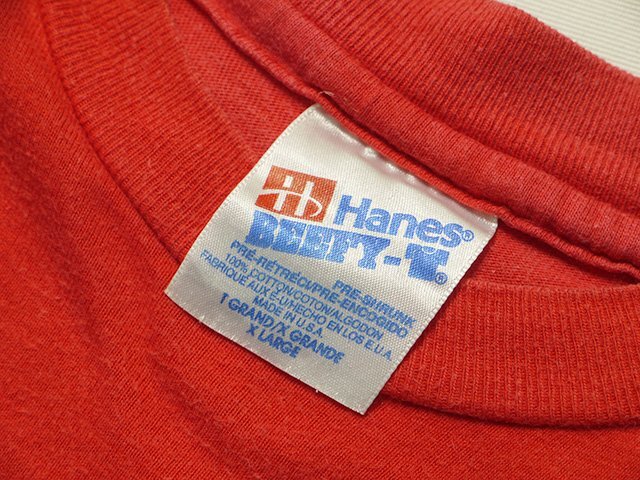 Hanes®
BEEFY-T®
PRE-SHRUNK
PRE-RÉTRÉCI/PRE-ENCOGIDO
100% COTTON/COTON/ALGODON
FABRIQUÉ AUX É-U/HECHO EN LOS E.U.A.
MADE IN U.S.A.
1 GRAND/X GRANDE
X LARGE